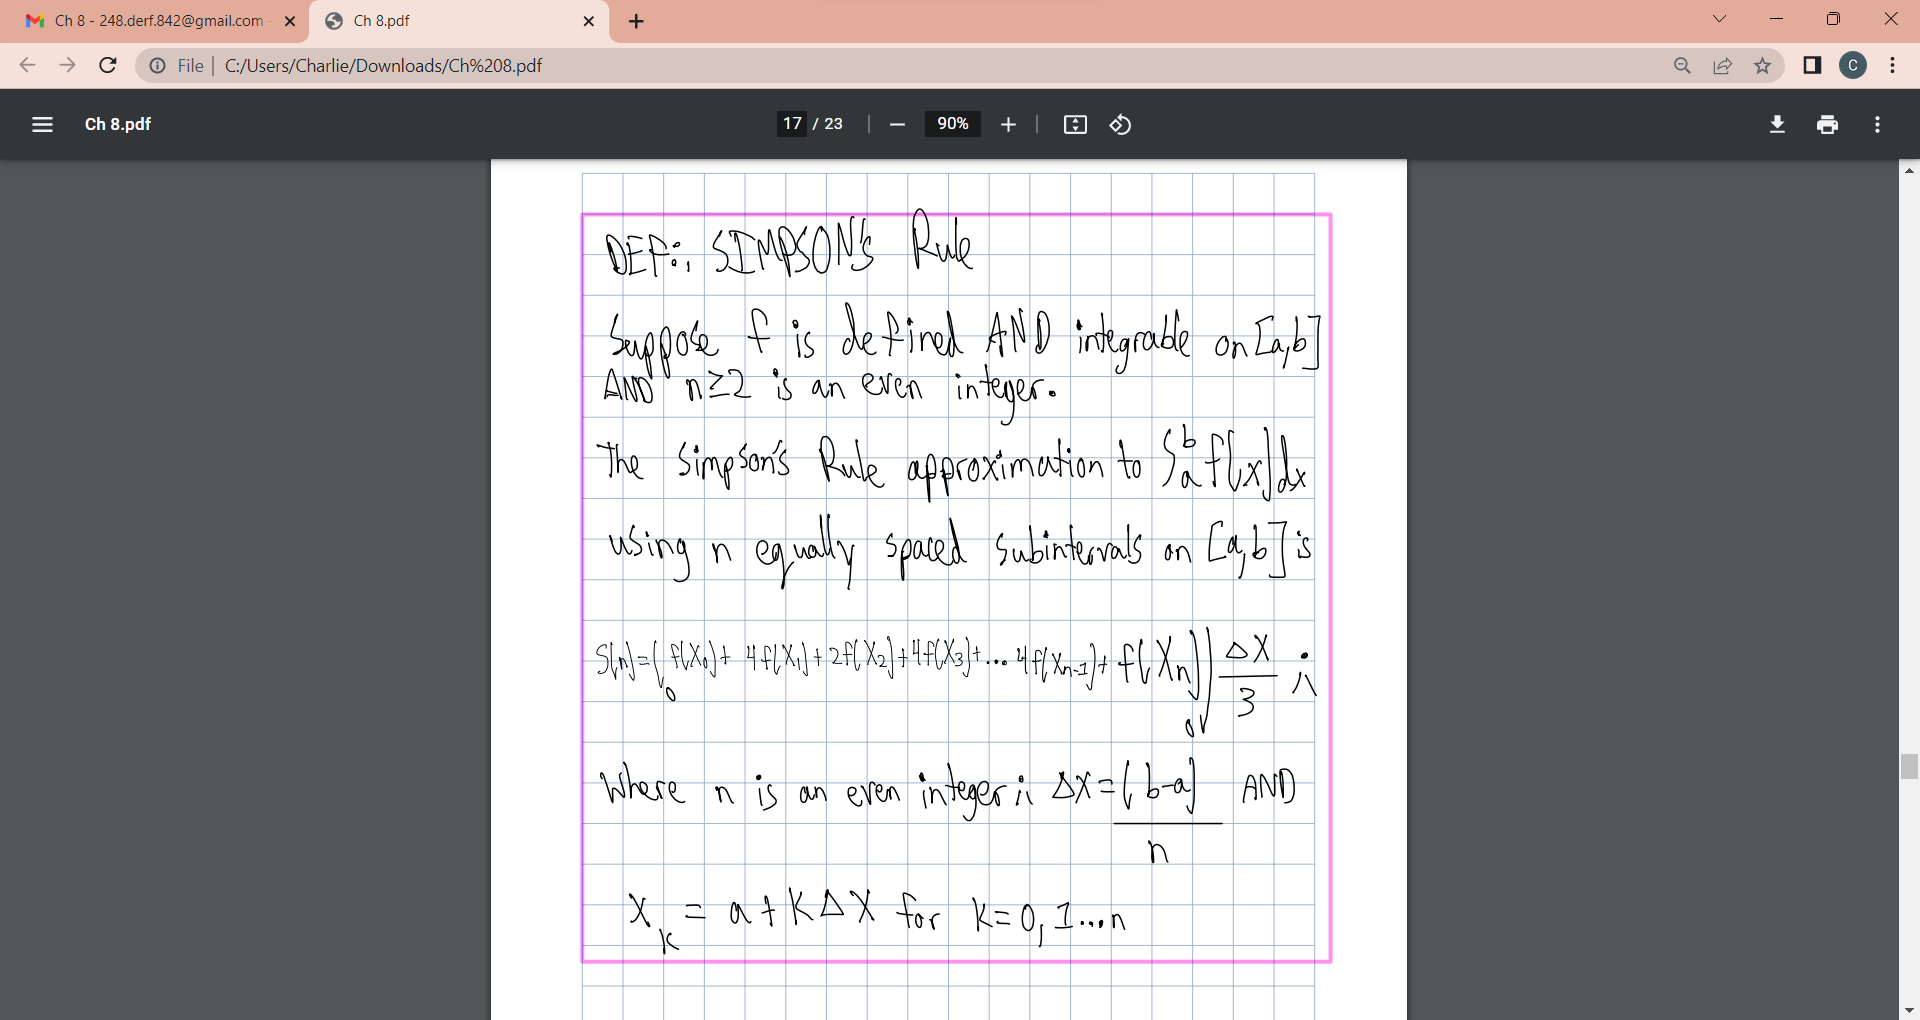 Ch 8 - 248.derf.842@gmail.com -
Ch 8.pdf
File | C:/Users/Charlie/Downloads/Ch%208.pdf
C
Ch 8.pdf
17 / 23
90%
DEF:, SIMPSON'S Rule
Suppose f is defined AND integrable on [a,b]
AND n≥2 is an even integer.
The Simpson's Rule approximation to ∫ₐᵇ f(x)dx
using n equally spaced subintervals on [a,b] is
S(n)=(f(X₀)+ 4f(X₁)+2f(X₂)+4f(X₃)+... 4f(Xn-1)+ f(Xn)) ΔX/3
Where n is an even integer ΔX=(b-a)/n AND
Xₖ = a+KΔX for K=0, 1...n